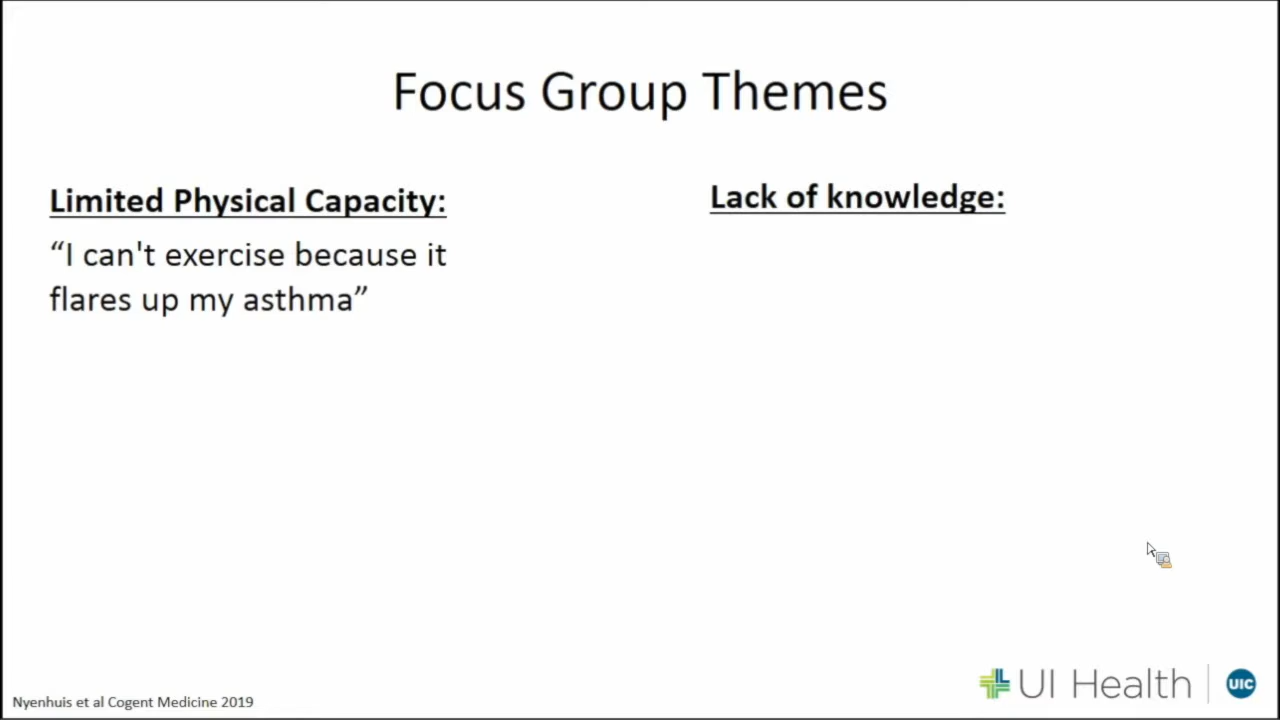 Focus Group Themes
Limited Physical Capacity:
“I can't exercise because it
flares up my asthma”
Lack of knowledge:
Nyenhuis et al Cogent Medicine 2019
UI Health
UIC